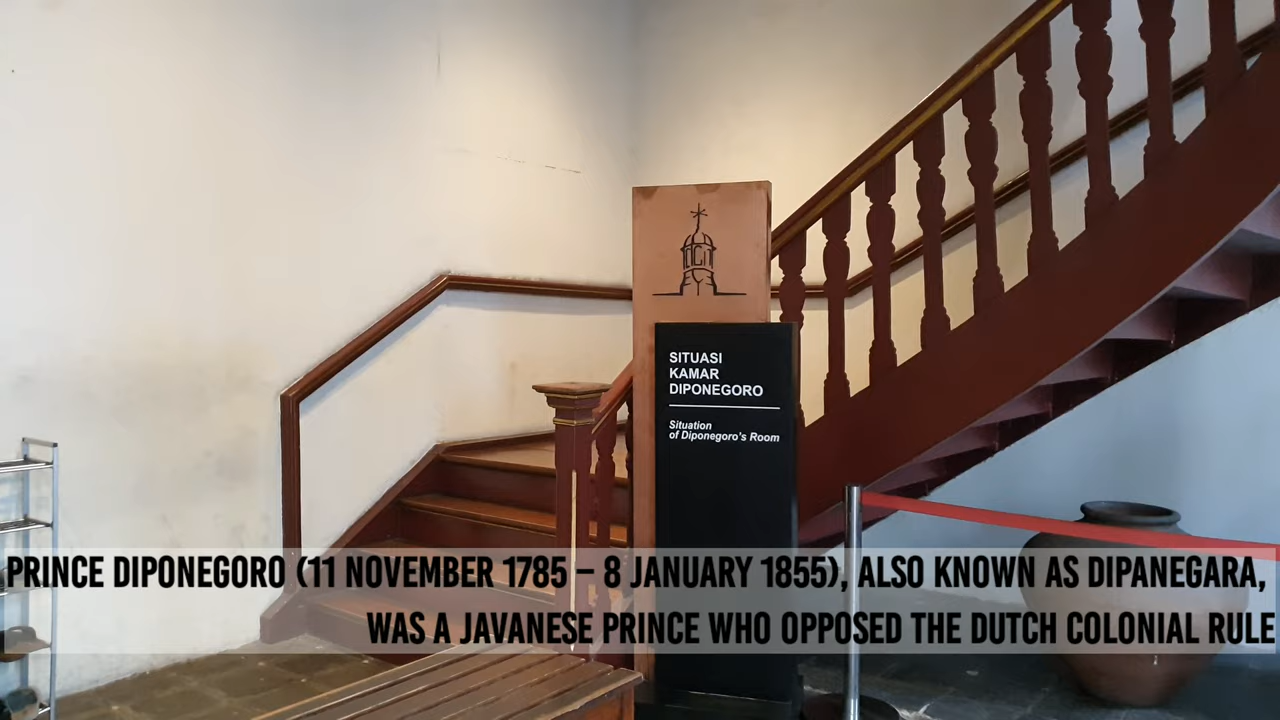 SITUASI
KAMAR
DIPONEGORO
Situation
of Diponegoro's Room
PRINCE DIPONEGORO (11 NOVEMBER 1785 – 8 JANUARY 1855), ALSO KNOWN AS DIPANEGARA,
WAS A JAVANESE PRINCE WHO OPPOSED THE DUTCH COLONIAL RULE